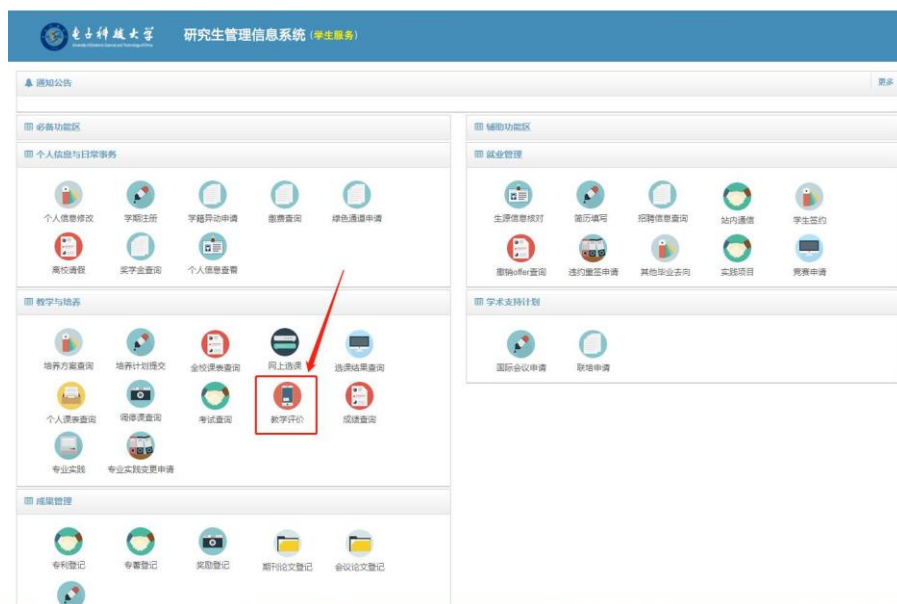 电子科技大学
研究生管理信息系统 (学生服务)
通知公告
更多
必备功能区
个人信息与日常事务
个人信息修改 学期注册 学籍异动申请 缴费查询 绿色通道申请
离校请假 奖学金查询 个人信息查看
教学与培养
培养方案查询 培养计划提交 全校课表查询 网上选课 选课结果查询
个人课表查询 调停课查询 考试查询 教学评价 成绩查询
专业实践 专业实践变更申请
成果管理
专利登记 专著登记 奖励登记 期刊论文登记 会议论文登记
辅助功能区
就业管理
生源信息核对 简历填写 招聘信息查询 站内通信 学生签约
撤销offer查询 违约重签申请 其他毕业去向 实践项目 竞赛申请
学术支持计划
国际会议申请 联培申请